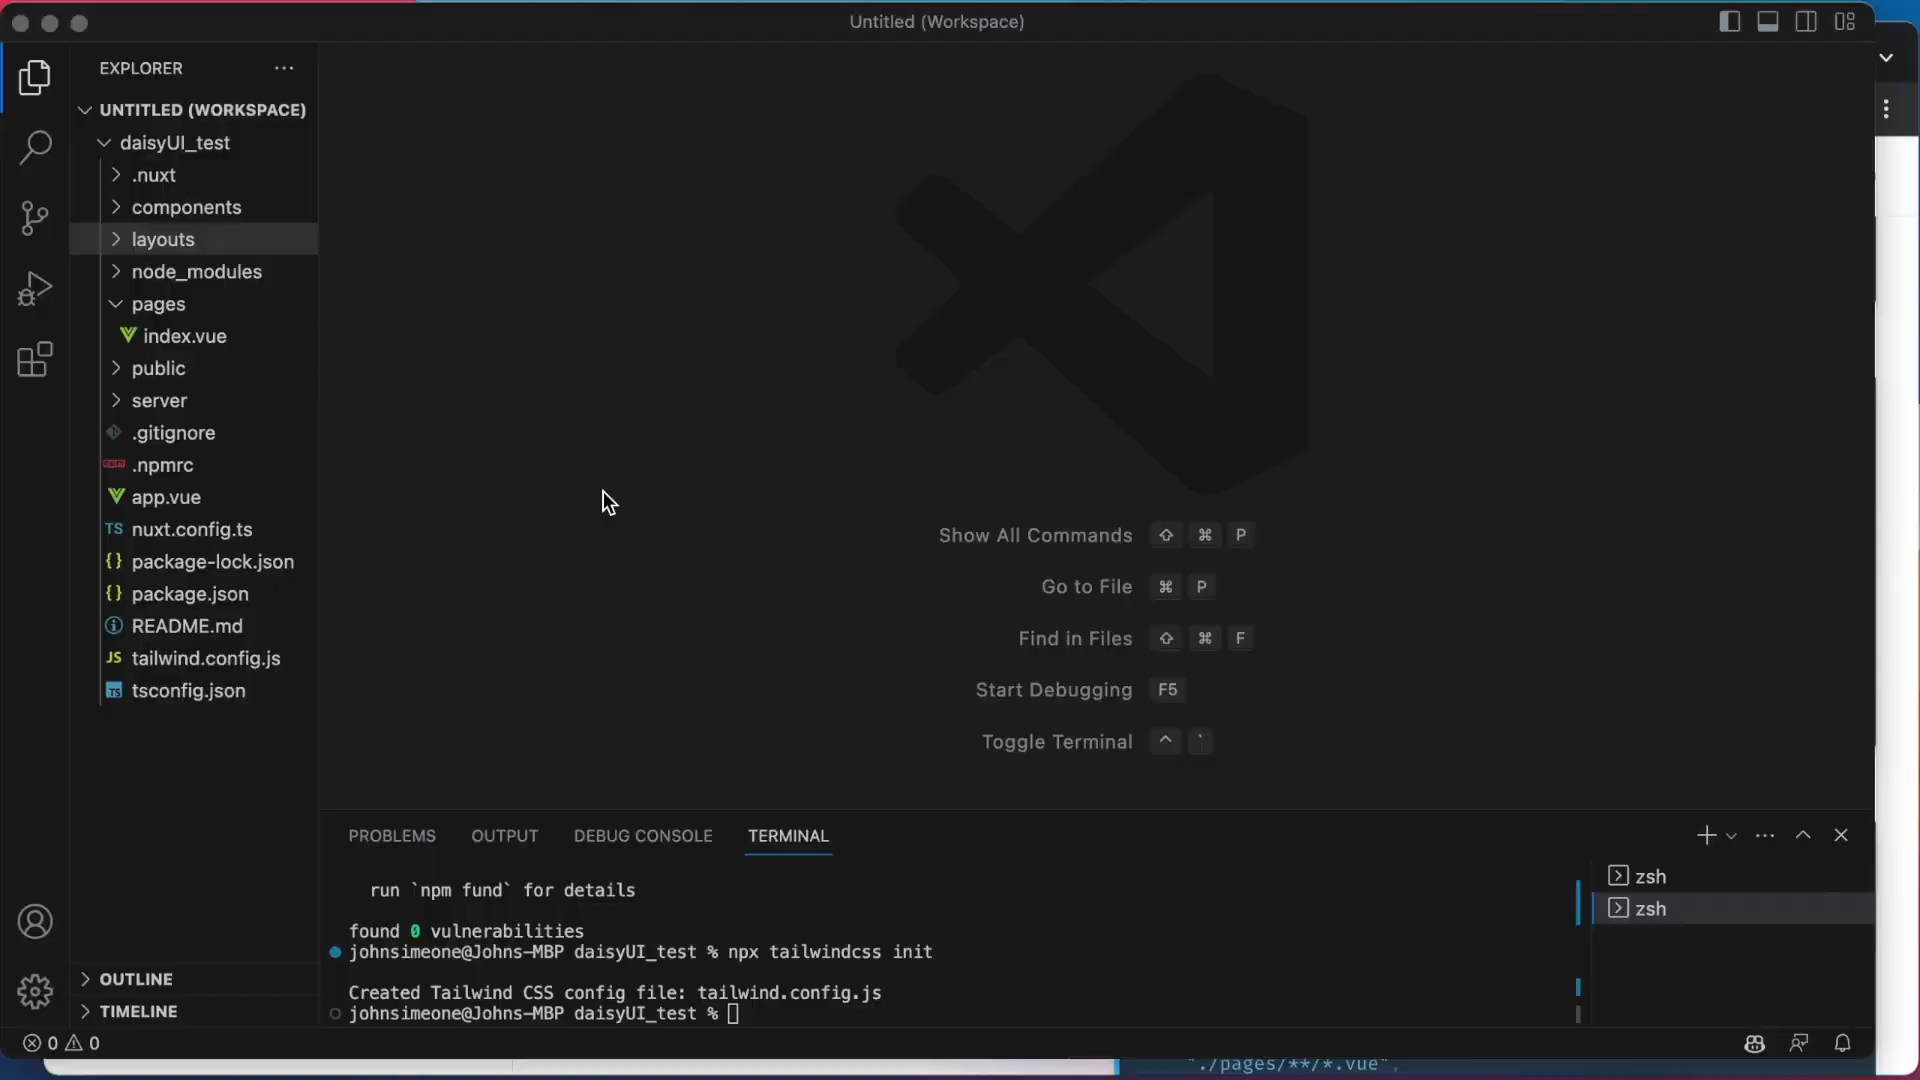 Untitled (Workspace)
EXPLORER
UNTITLED (WORKSPACE)
daisyUI_test
.nuxt
components
layouts
node_modules
pages
index.vue
public
server
.gitignore
.npmrc
app.vue
TS nuxt.config.ts
{} package-lock.json
{} package.json
README.md
JS tailwind.config.js
TS tsconfig.json
OUTLINE
TIMELINE
Show All Commands ⇧ ⌘ P
Go to File ⌘ P
Find in Files ⇧ ⌘ F
Start Debugging F5
Toggle Terminal ^ `
PROBLEMS OUTPUT DEBUG CONSOLE TERMINAL
run `npm fund` for details
found 0 vulnerabilities
johnsimeone@Johns-MBP daisyUI_test % npx tailwindcss init
Created Tailwind CSS config file: tailwind.config.js
johnsimeone@Johns-MBP daisyUI_test %
zsh
zsh
0 0
"./pages/**/*.vue",